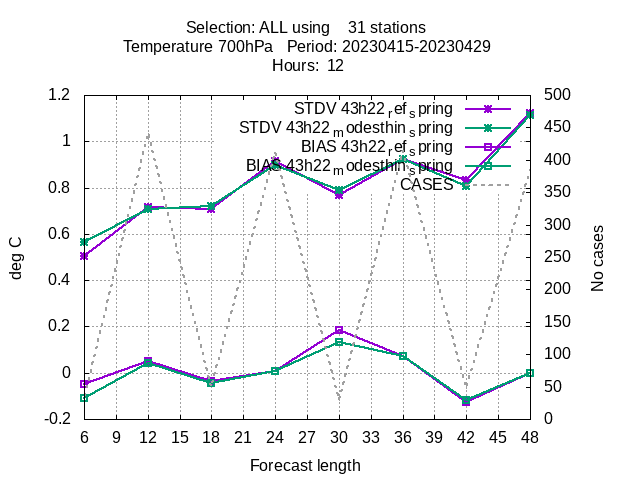 Selection: ALL using    31 stations
Temperature 700hPa   Period: 20230415-20230429
Hours:  12
STDV 43h22_ref_spring
STDV 43h22_modesthin_spring
BIAS 43h22_ref_spring
BIAS 43h22_modesthin_spring
CASES
1.2
1
0.8
0.6
0.4
0.2
0
-0.2
deg C
500
450
400
350
300
250
200
150
100
50
0
No cases
6 9 12 15 18 21 24 27 30 33 36 39 42 45 48
Forecast length